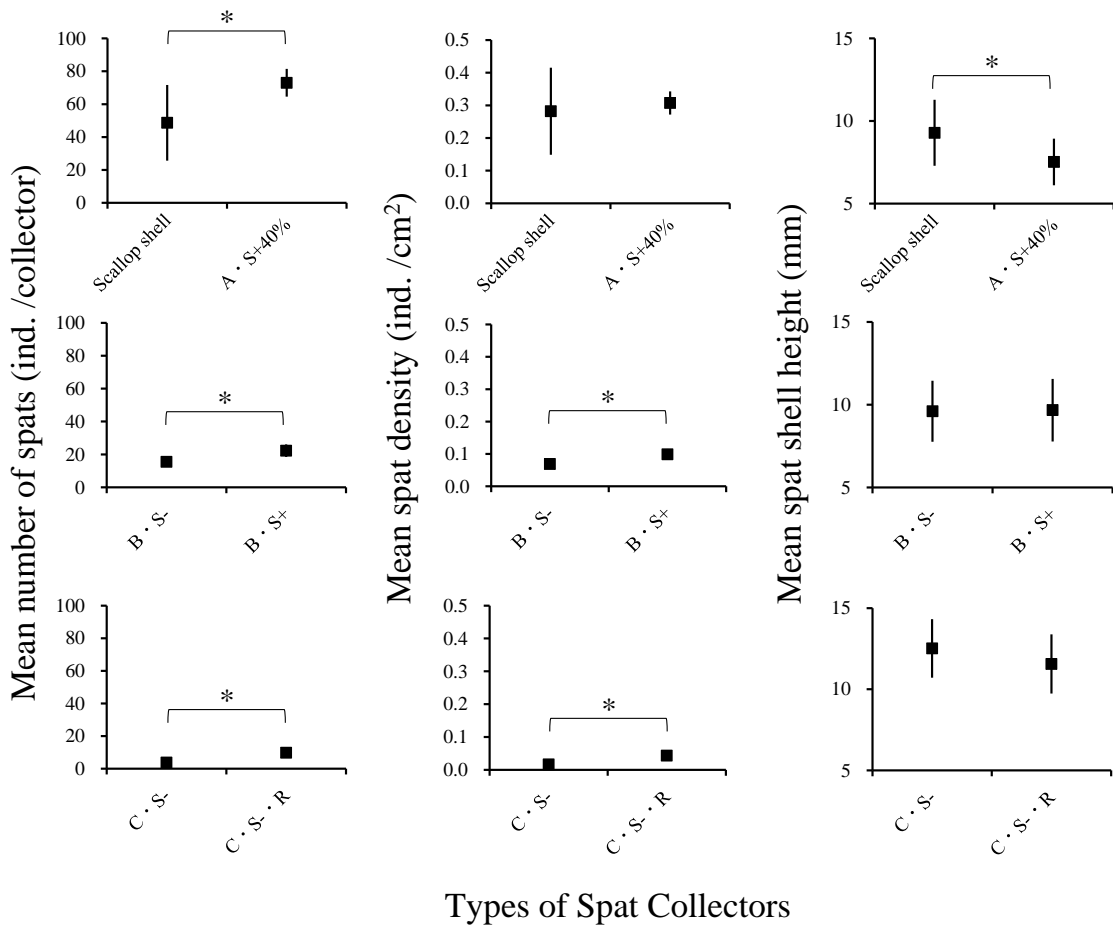 Mean number of spats (ind. /collector)
100
80
60
40
20
0
*
Scallop shell
A・S+40%
100
80
60
40
20
0
*
B・S-
B・S+
100
80
60
40
20
0
*
C・S-
C・S-・R
Mean spat density (ind. /cm²)
0.5
0.4
0.3
0.2
0.1
0.0
Scallop shell
A・S+40%
0.5
0.4
0.3
0.2
0.1
0.0
*
B・S-
B・S+
0.5
0.4
0.3
0.2
0.1
0.0
*
C・S-
C・S-・R
Mean spat shell height (mm)
15
10
5
*
Scallop shell
A・S+40%
15
10
5
B・S-
B・S+
15
10
5
C・S-
C・S-・R
Types of Spat Collectors